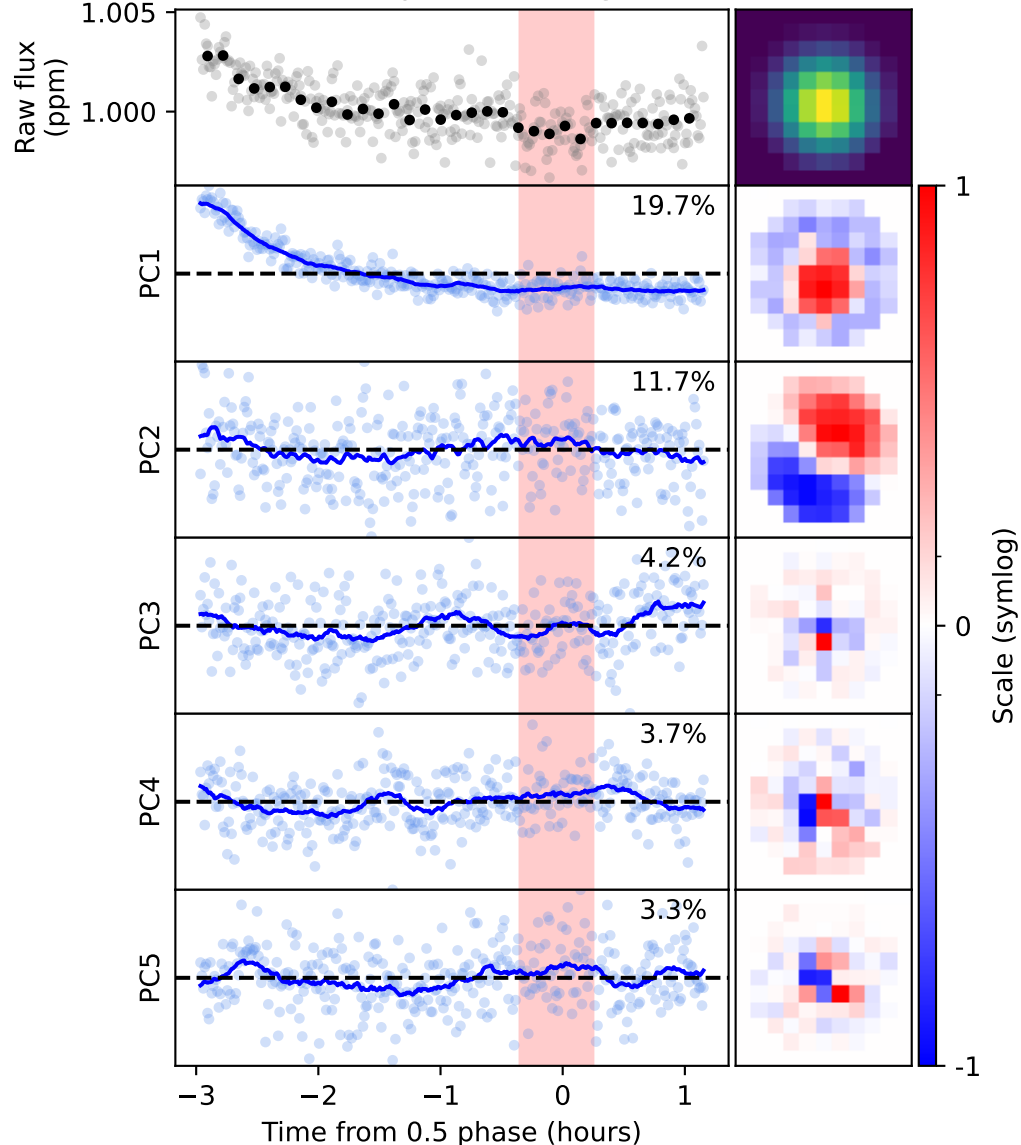 Raw flux
(ppm)
1.005
1.000
PC1
19.7%
PC2
11.7%
PC3
4.2%
PC4
3.7%
PC5
3.3%
−3
−2
−1
0
1
Time from 0.5 phase (hours)
1
0
-1
Scale (symlog)